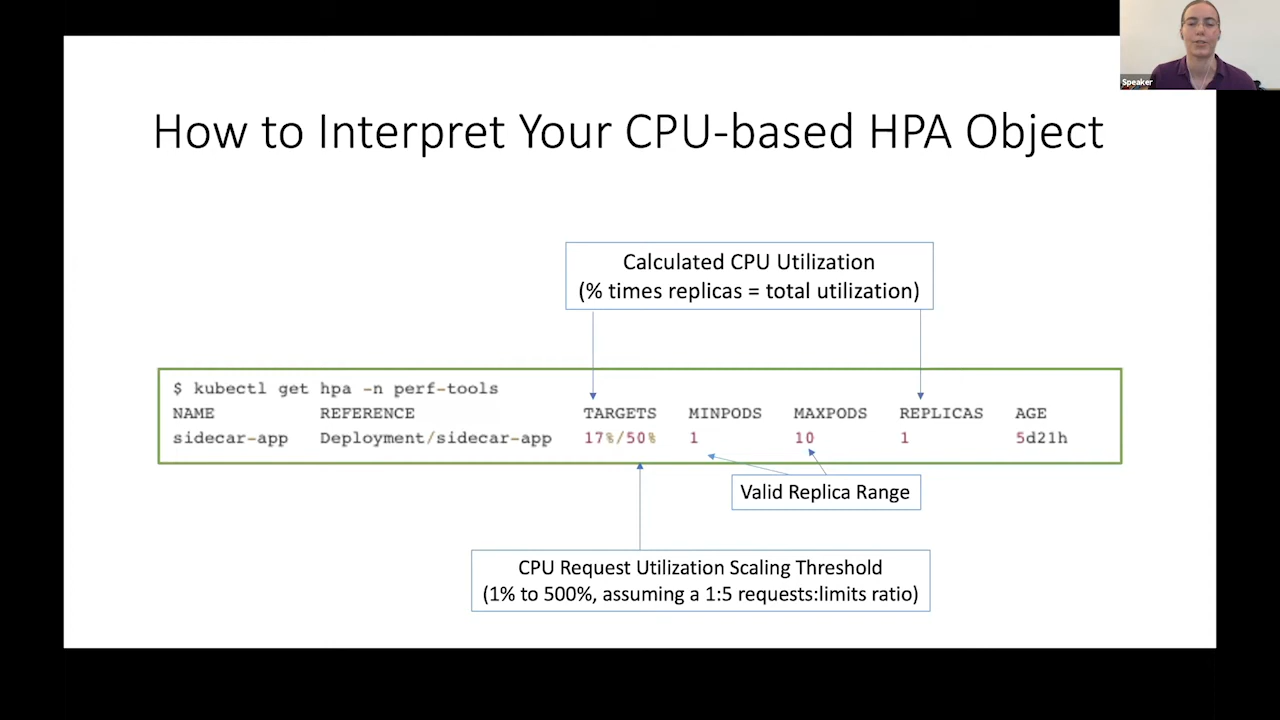 Speaker
How to Interpret Your CPU-based HPA Object
Calculated CPU Utilization
(% times replicas = total utilization)
$ kubectl get hpa -n perf-tools
NAME REFERENCE TARGETS MINPODS MAXPODS REPLICAS AGE
sidecar-app Deployment/sidecar-app 17%/50% 1 10 1 5d21h
Valid Replica Range
CPU Request Utilization Scaling Threshold
(1% to 500%, assuming a 1:5 requests:limits ratio)